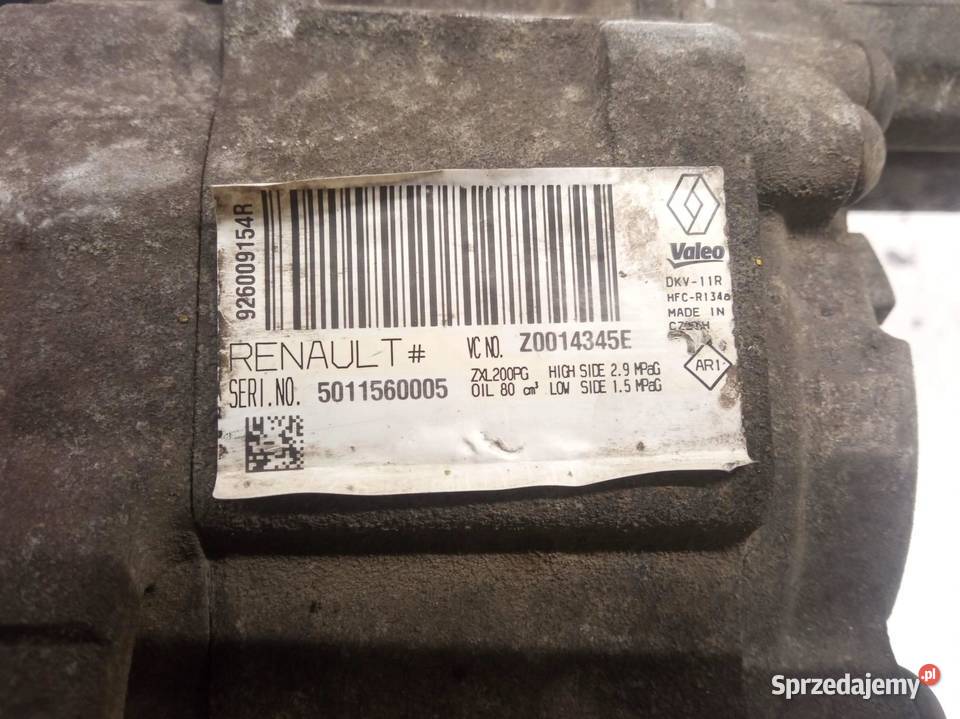 926009154R
Valeo
DKV-11R
HFC-R134a
MADE IN
CZECH
RENAULT# VC NO. Z0014345E
SERI.NO. 5011560005
ZXL200PG HIGH SIDE 2.9 MPaG
OIL 80 cm³ LOW SIDE 1.5 MPaG
AR1
Sprzedajemy.pl